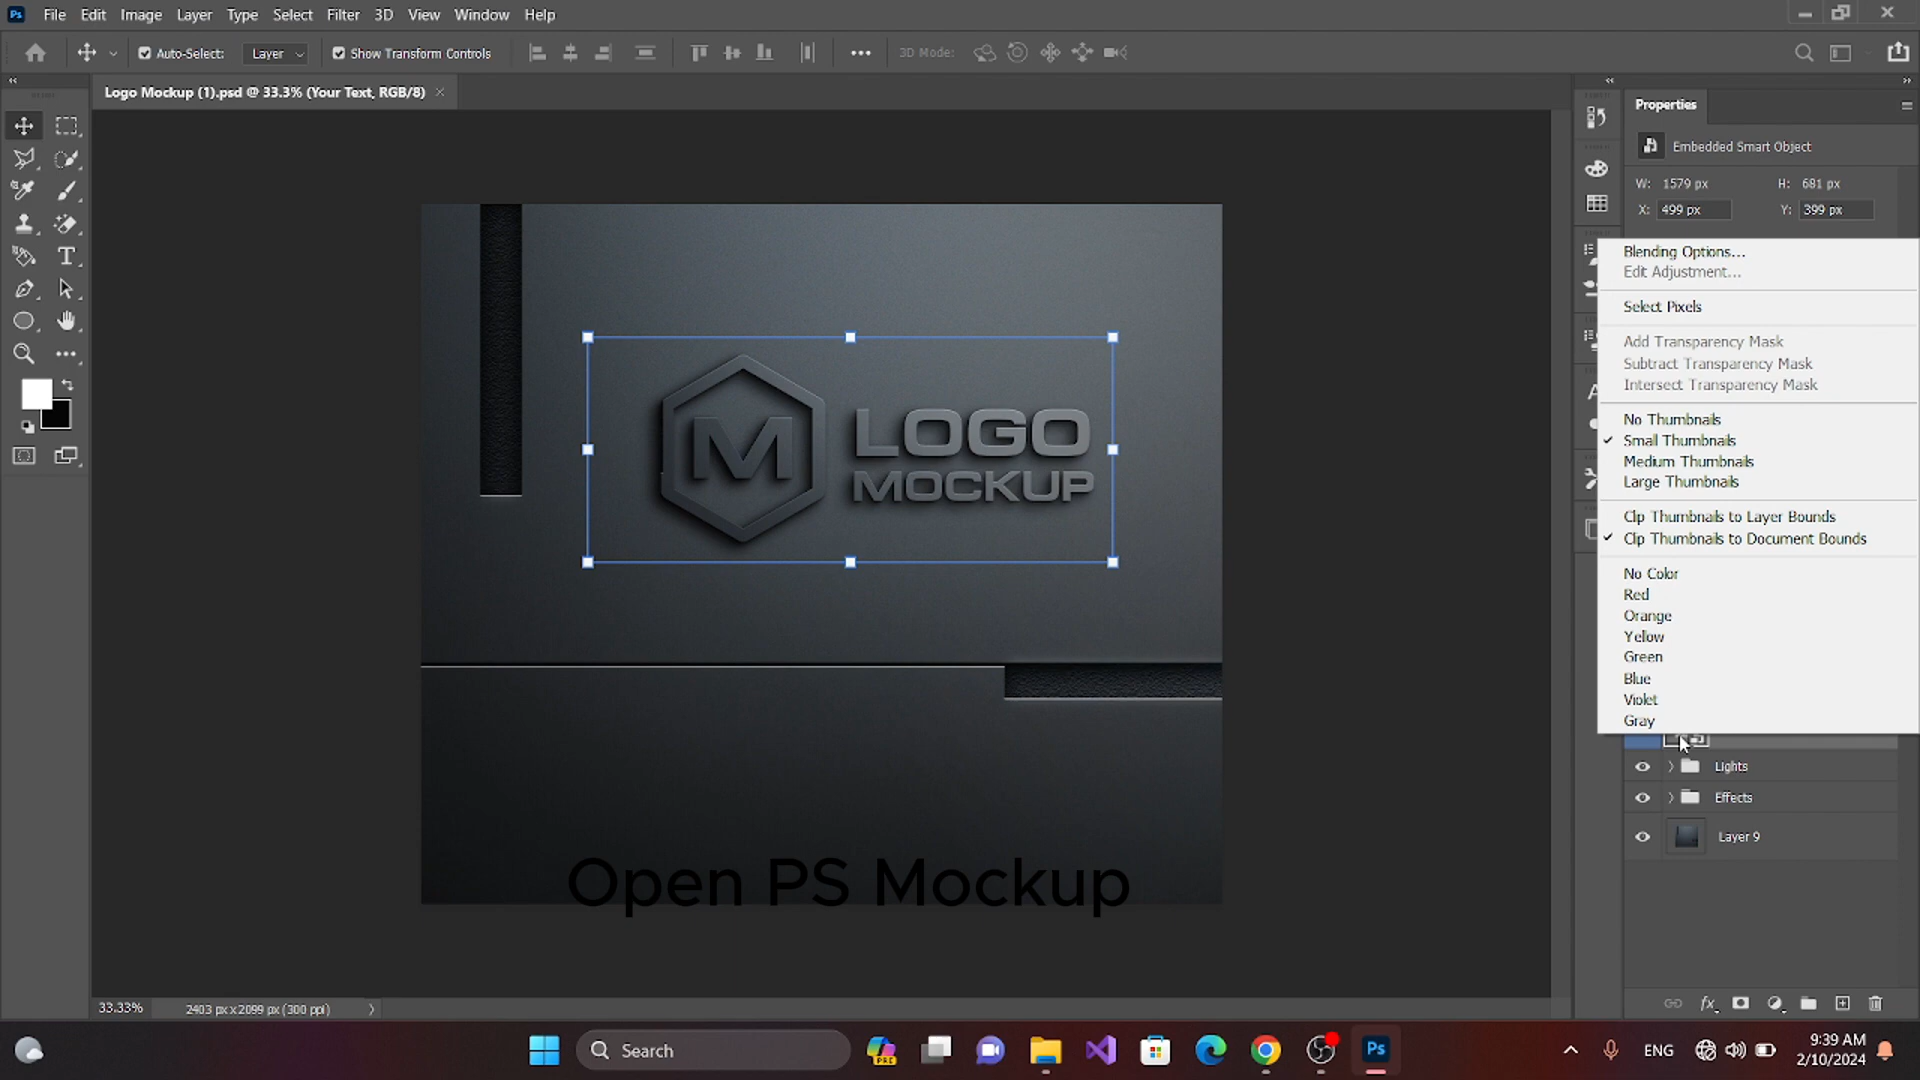 Ps File Edit Image Layer Type Select Filter 3D View Window Help
Auto-Select: Layer Show Transform Controls 3D Mode:
Logo Mockup (1).psd @ 33.3% (Your Text, RGB/8) ×
Properties
Embedded Smart Object
W: 1579 px H: 681 px
X: 499 px Y: 399 px
Blending Options...
Edit Adjustment...
Select Pixels
Add Transparency Mask
Subtract Transparency Mask
Intersect Transparency Mask
No Thumbnails
Small Thumbnails
Medium Thumbnails
Large Thumbnails
Clip Thumbnails to Layer Bounds
Clip Thumbnails to Document Bounds
No Color
Red
Orange
Yellow
Green
Blue
Violet
Gray
M
LOGO
MOCKUP
Lights
Effects
Layer 9
Open PS Mockup
33.33% 2403 px x 2099 px (300 ppi)
fx
Search
PRE
Ps
ENG
9:39 AM
2/10/2024